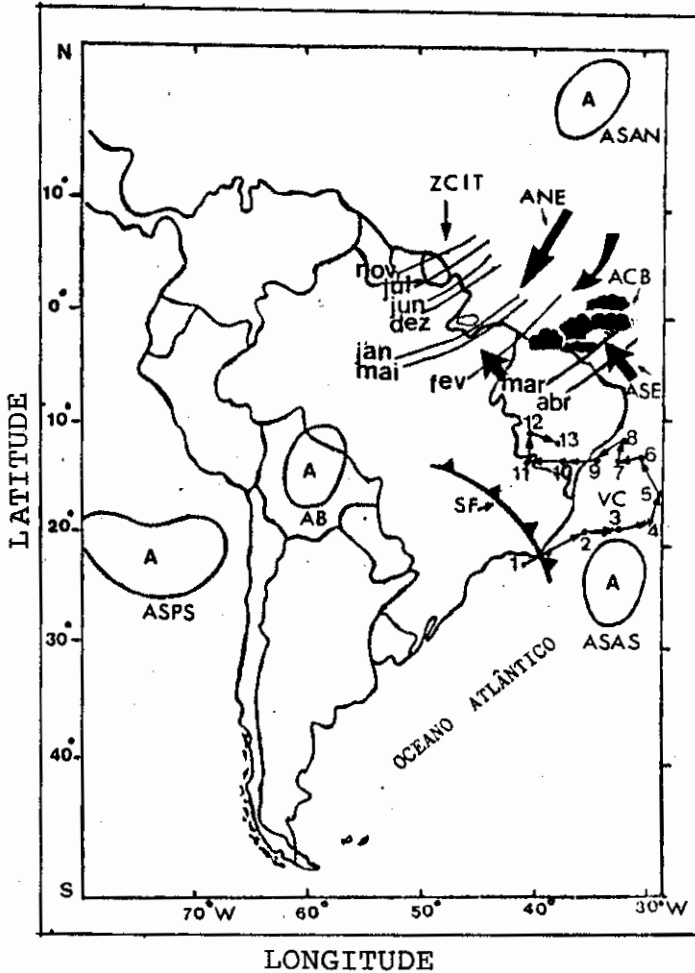 N
A
ASAN
ZCIT
ANE
10°
nov
jul
ACB
0°
jun
dez
jan
mai
fev
mar
abr
ASE
10°
12
13
8
11
10
9
7
6
A
AB
SF
VC
5
20°
3
4
2
1
A
ASPS
A
ASAS
30°
OCEANO ATLÂNTICO
40°
S
70°W
60°
50°
40°
30°W
LATITUDE
LONGITUDE